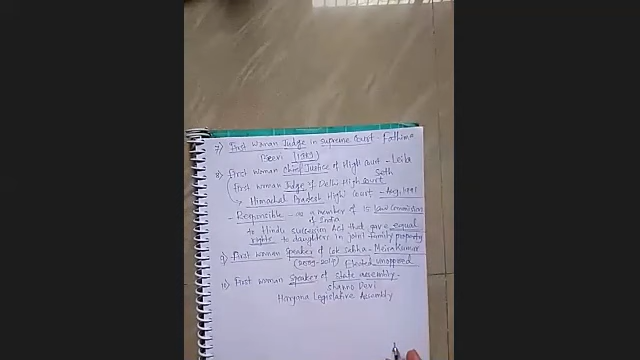 7) First Woman Judge in Supreme Court - Fathima
Beevi (1989)
8) First Woman Chief Justice of High Court - Leila
Seth
First Woman Judge of Delhi High Court
Himachal Pradesh High Court - Aug, 1991
- Responsible - as a member of 15 Law Commission
of India
to Hindu succession Act that gave equal
rights to daughters in joint family property
9) First Woman Speaker of Lok Sabha - Meira Kumar
Elected unopposed
10) First Woman Speaker of State Assembly -
Shanno Devi
Haryana Legislative Assembly